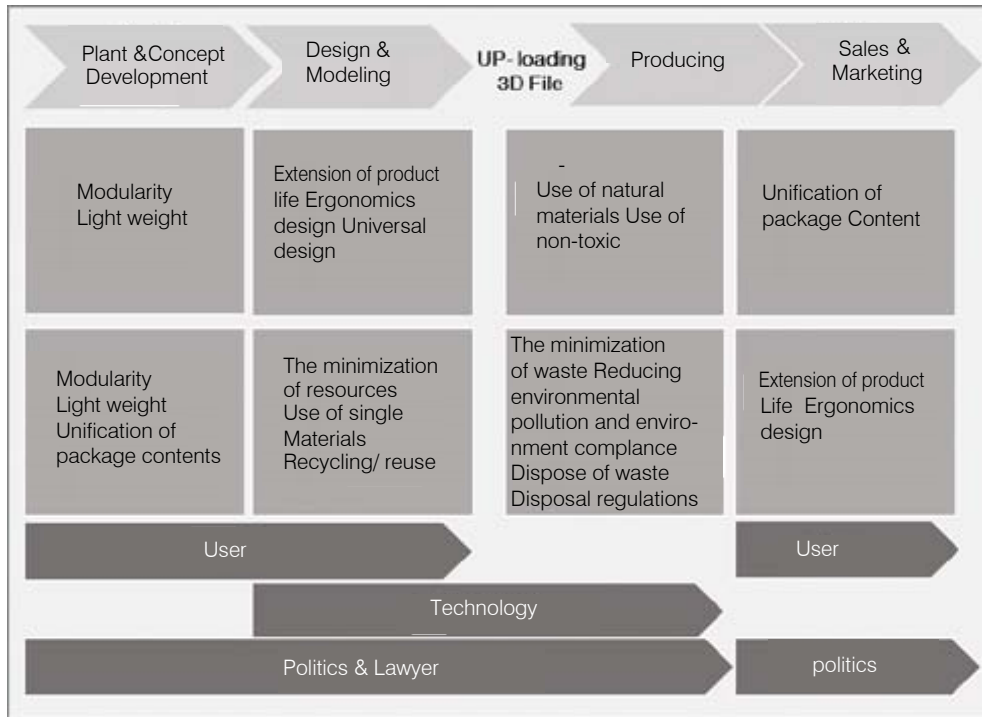 Plant &Concept
Development
Design &
Modeling
UP- loading
3D File
Producing
Sales &
Marketing
Modularity
Light weight
Extension of product
life Ergonomics
design Universal
design
-
Use of natural
materials Use of
non-toxic
Unification of
package Content
Modularity
Light weight
Unification of
package contents
The minimization
of resources
Use of single
Materials
Recycling/ reuse
The minimization
of waste Reducing
environmental
pollution and enviro-
nment complance
Dispose of waste
Disposal regulations
Extension of product
Life Ergonomics
design
User
User
Technology
Politics & Lawyer
politics